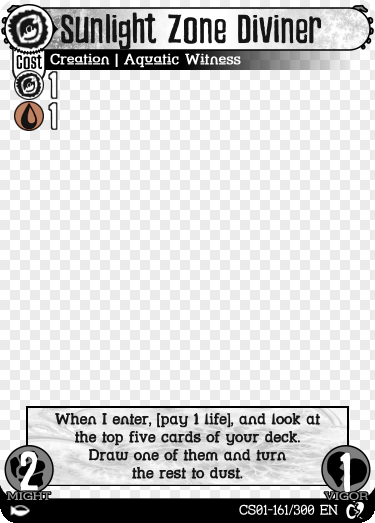 Sunlight Zone Diviner
Cost
Creation | Aquatic Witness
1
1
When I enter, [pay 1 life], and look at
the top five cards of your deck.
Draw one of them and turn
the rest to dust.
2
MIGHT
1
VIGOR
CS01-161/300 EN